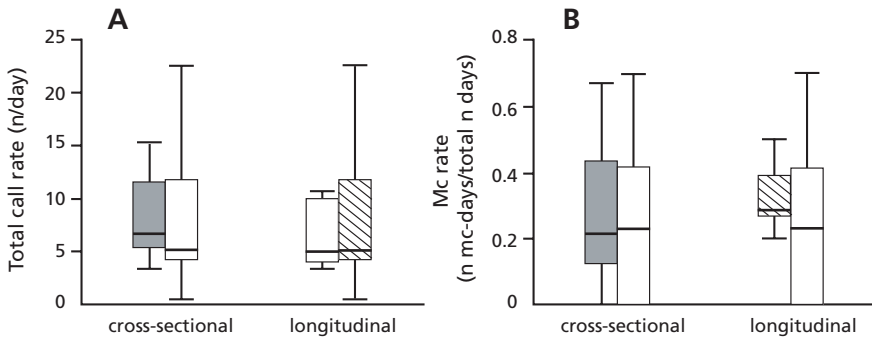 A
Total call rate (n/day)
25
20
15
10
5
0
cross-sectional
longitudinal
B
Mc rate
(n mc-days/total n days)
0.8
0.6
0.4
0.2
0
cross-sectional
longitudinal